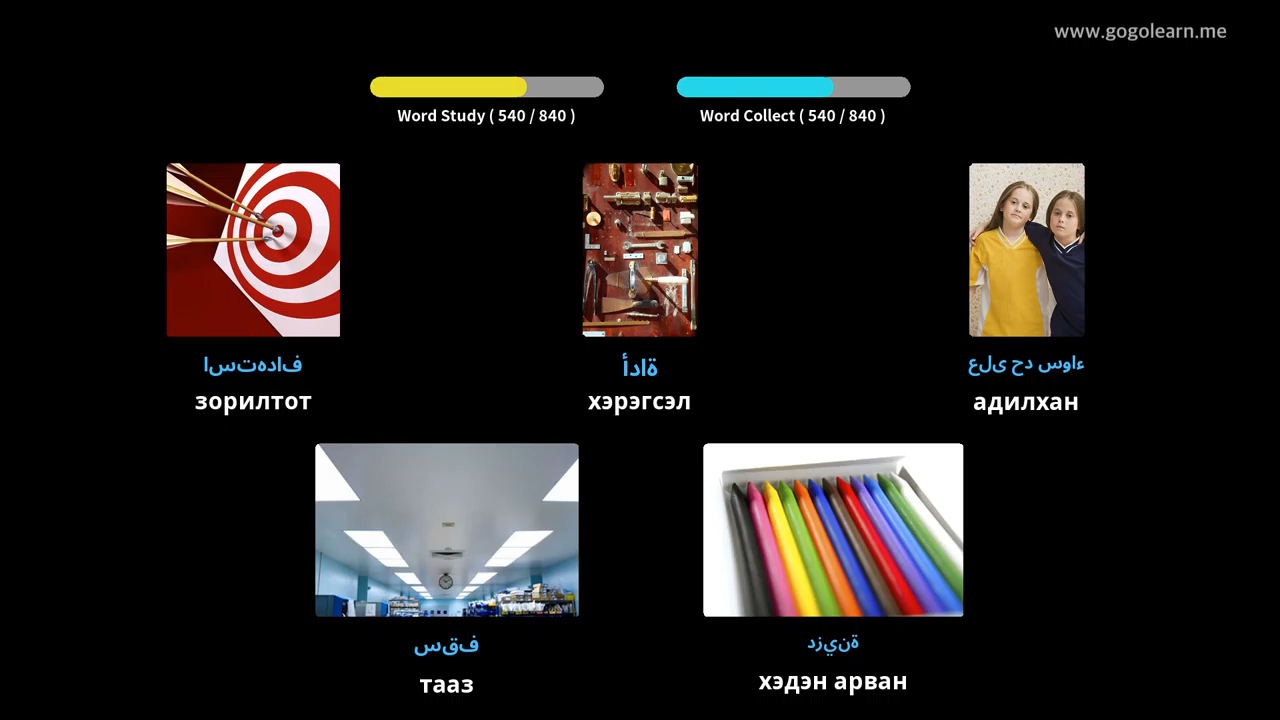 www.gogolearn.me
Word Study ( 540 / 840 )
Word Collect ( 540 / 840 )
استهداف
зорилтот
أداة
хэрэгсэл
على حد سواء
адилхан
سقف
тааз
دزينة
хэдэн арван